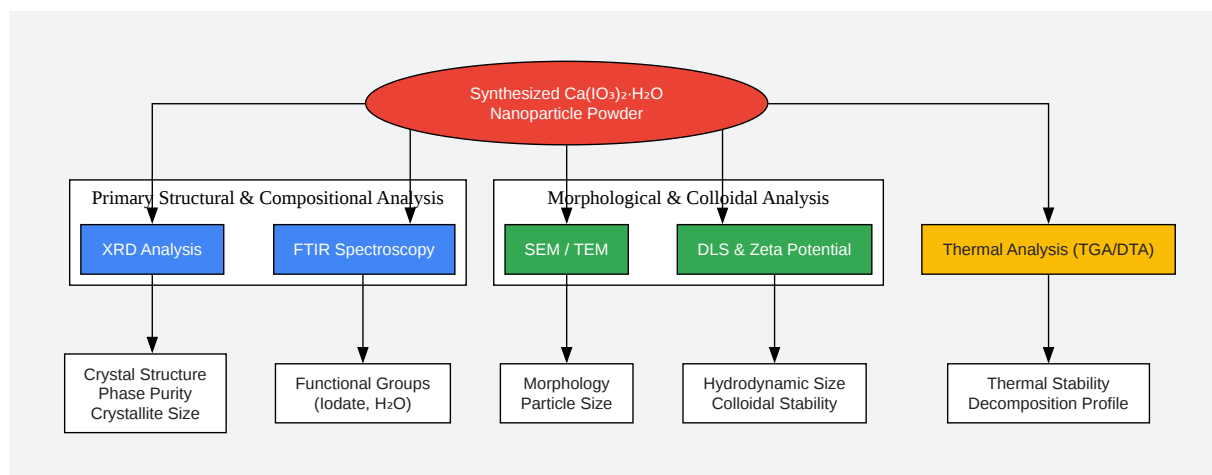 Synthesized Ca(IO₃)₂·H₂O
Nanoparticle Powder
Primary Structural & Compositional Analysis
Morphological & Colloidal Analysis
XRD Analysis
FTIR Spectroscopy
SEM / TEM
DLS & Zeta Potential
Thermal Analysis (TGA/DTA)
Crystal Structure
Phase Purity
Crystallite Size
Functional Groups
(Iodate, H₂O)
Morphology
Particle Size
Hydrodynamic Size
Colloidal Stability
Thermal Stability
Decomposition Profile